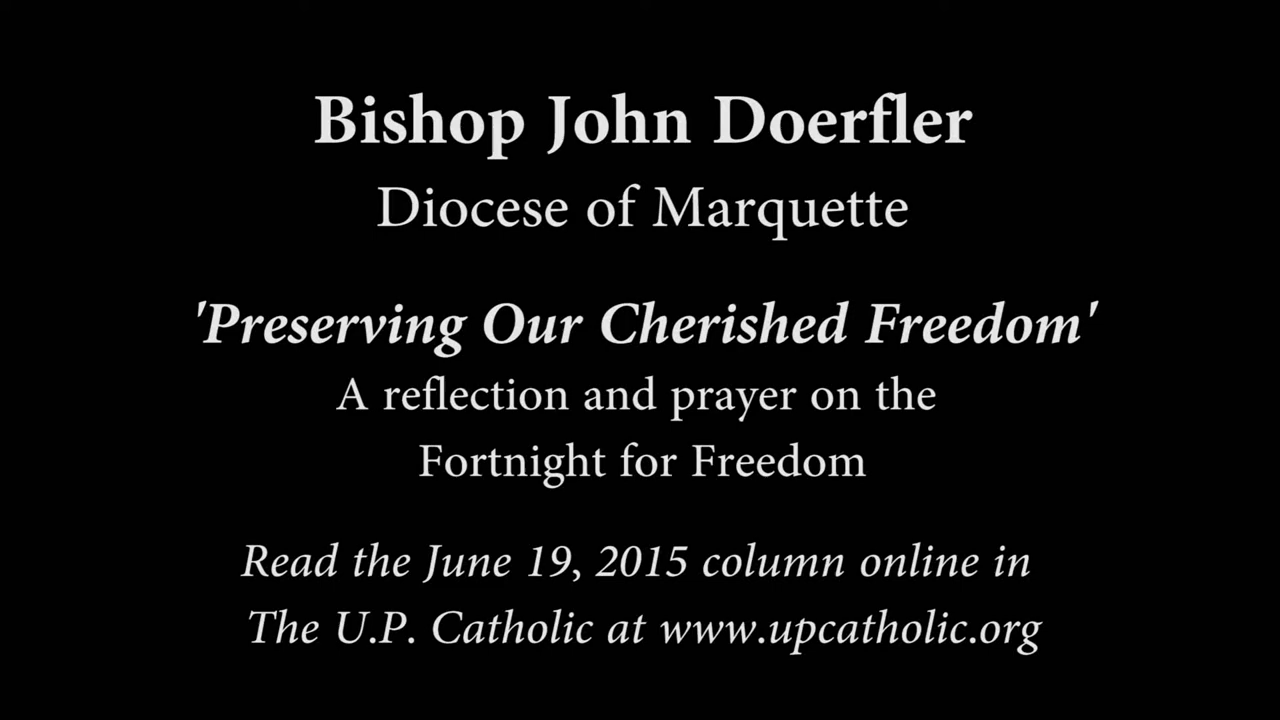 Bishop John Doerfler
Diocese of Marquette
'Preserving Our Cherished Freedom'
A reflection and prayer on the
Fortnight for Freedom
Read the June 19, 2015 column online in
The U.P. Catholic at www.upcatholic.org